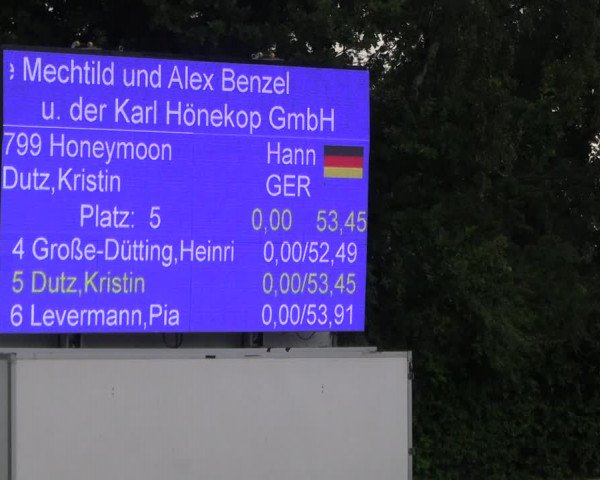 Mechtild und Alex Benzel
u. der Karl Hönekop GmbH
799 Honeymoon Hann
Dutz,Kristin GER
Platz: 5 0,00 53,45
4 Große-Dütting,Heinri 0,00/52,49
5 Dutz,Kristin 0,00/53,45
6 Levermann,Pia 0,00/53,91